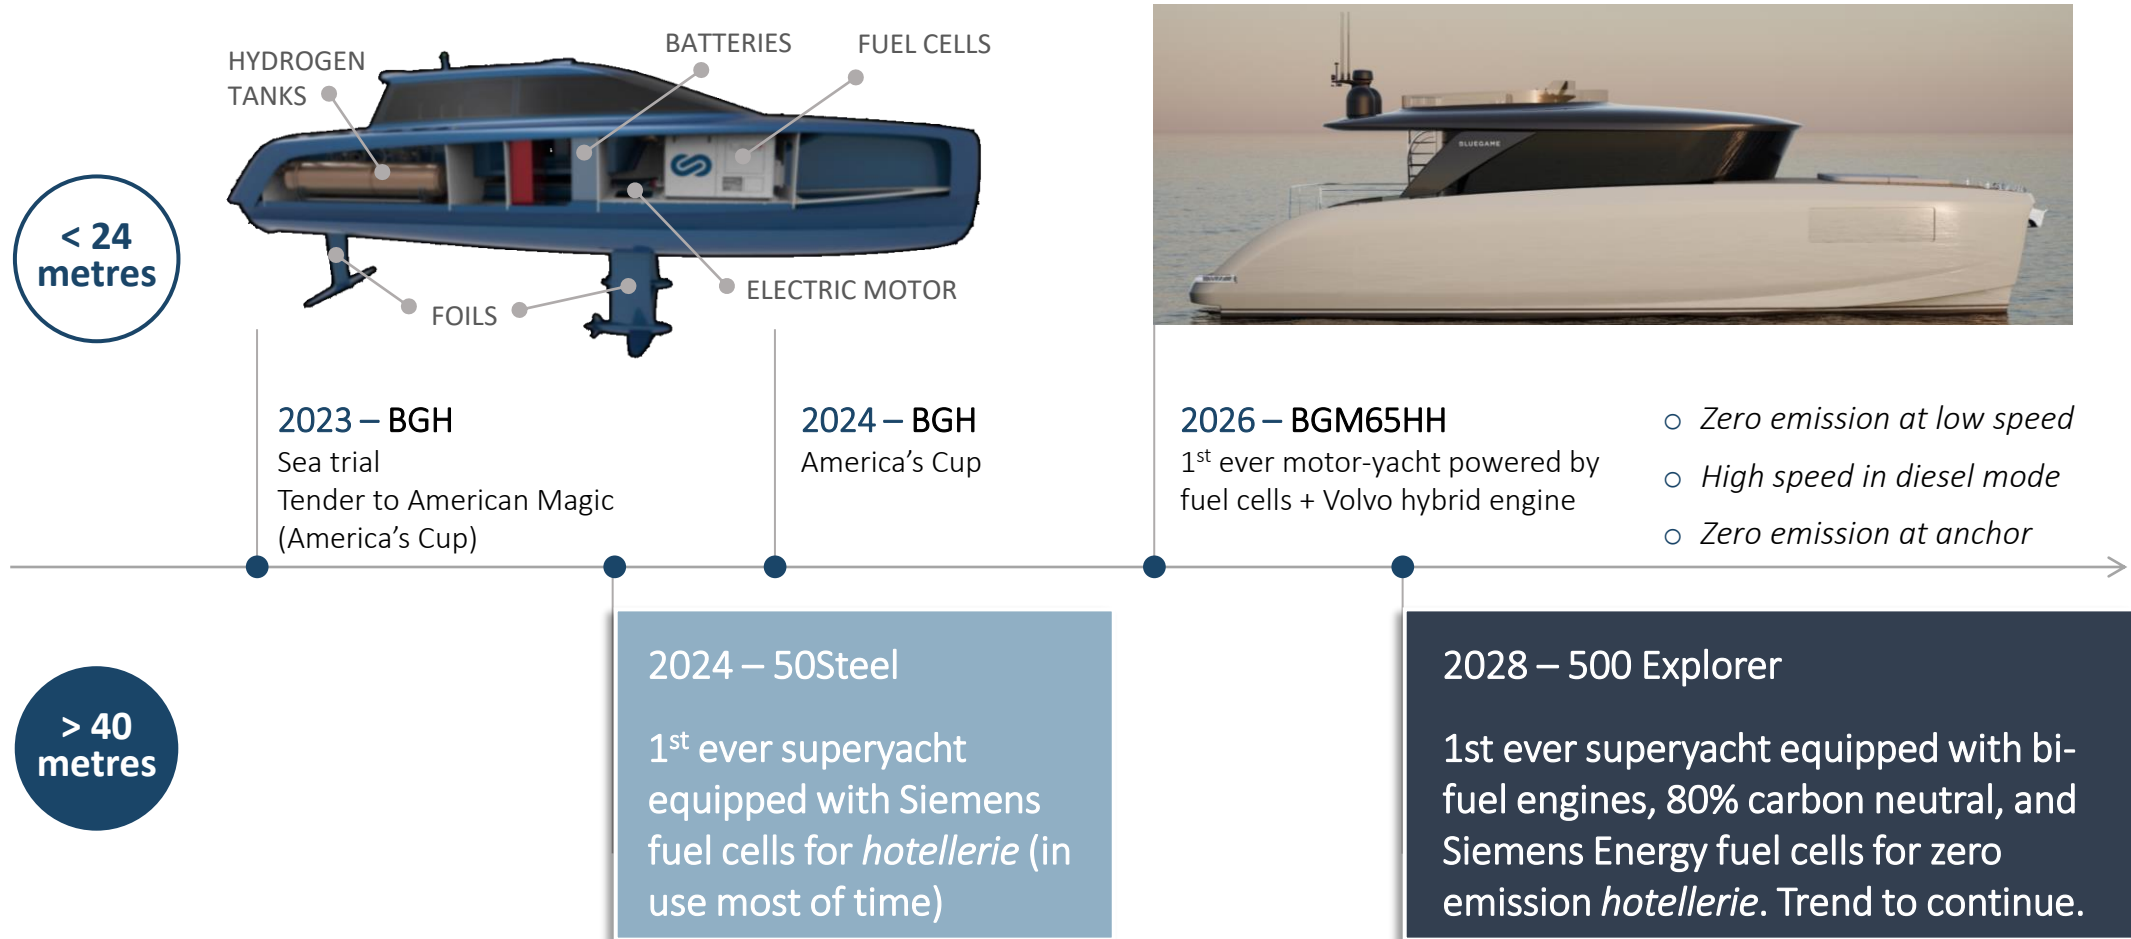 HYDROGEN
TANKS
BATTERIES
FUEL CELLS
FOILS
ELECTRIC MOTOR
BLUEGAME
< 24
metres
2023 – BGH
Sea trial
Tender to American Magic
(America’s Cup)
2024 – BGH
America’s Cup
2026 – BGM65HH
1st ever motor-yacht powered by
fuel cells + Volvo hybrid engine
○ Zero emission at low speed
○ High speed in diesel mode
○ Zero emission at anchor
> 40
metres
2024 – 50Steel
1st ever superyacht
equipped with Siemens
fuel cells for hotellerie (in
use most of time)
2028 – 500 Explorer
1st ever superyacht equipped with bi-
fuel engines, 80% carbon neutral, and
Siemens Energy fuel cells for zero
emission hotellerie. Trend to continue.